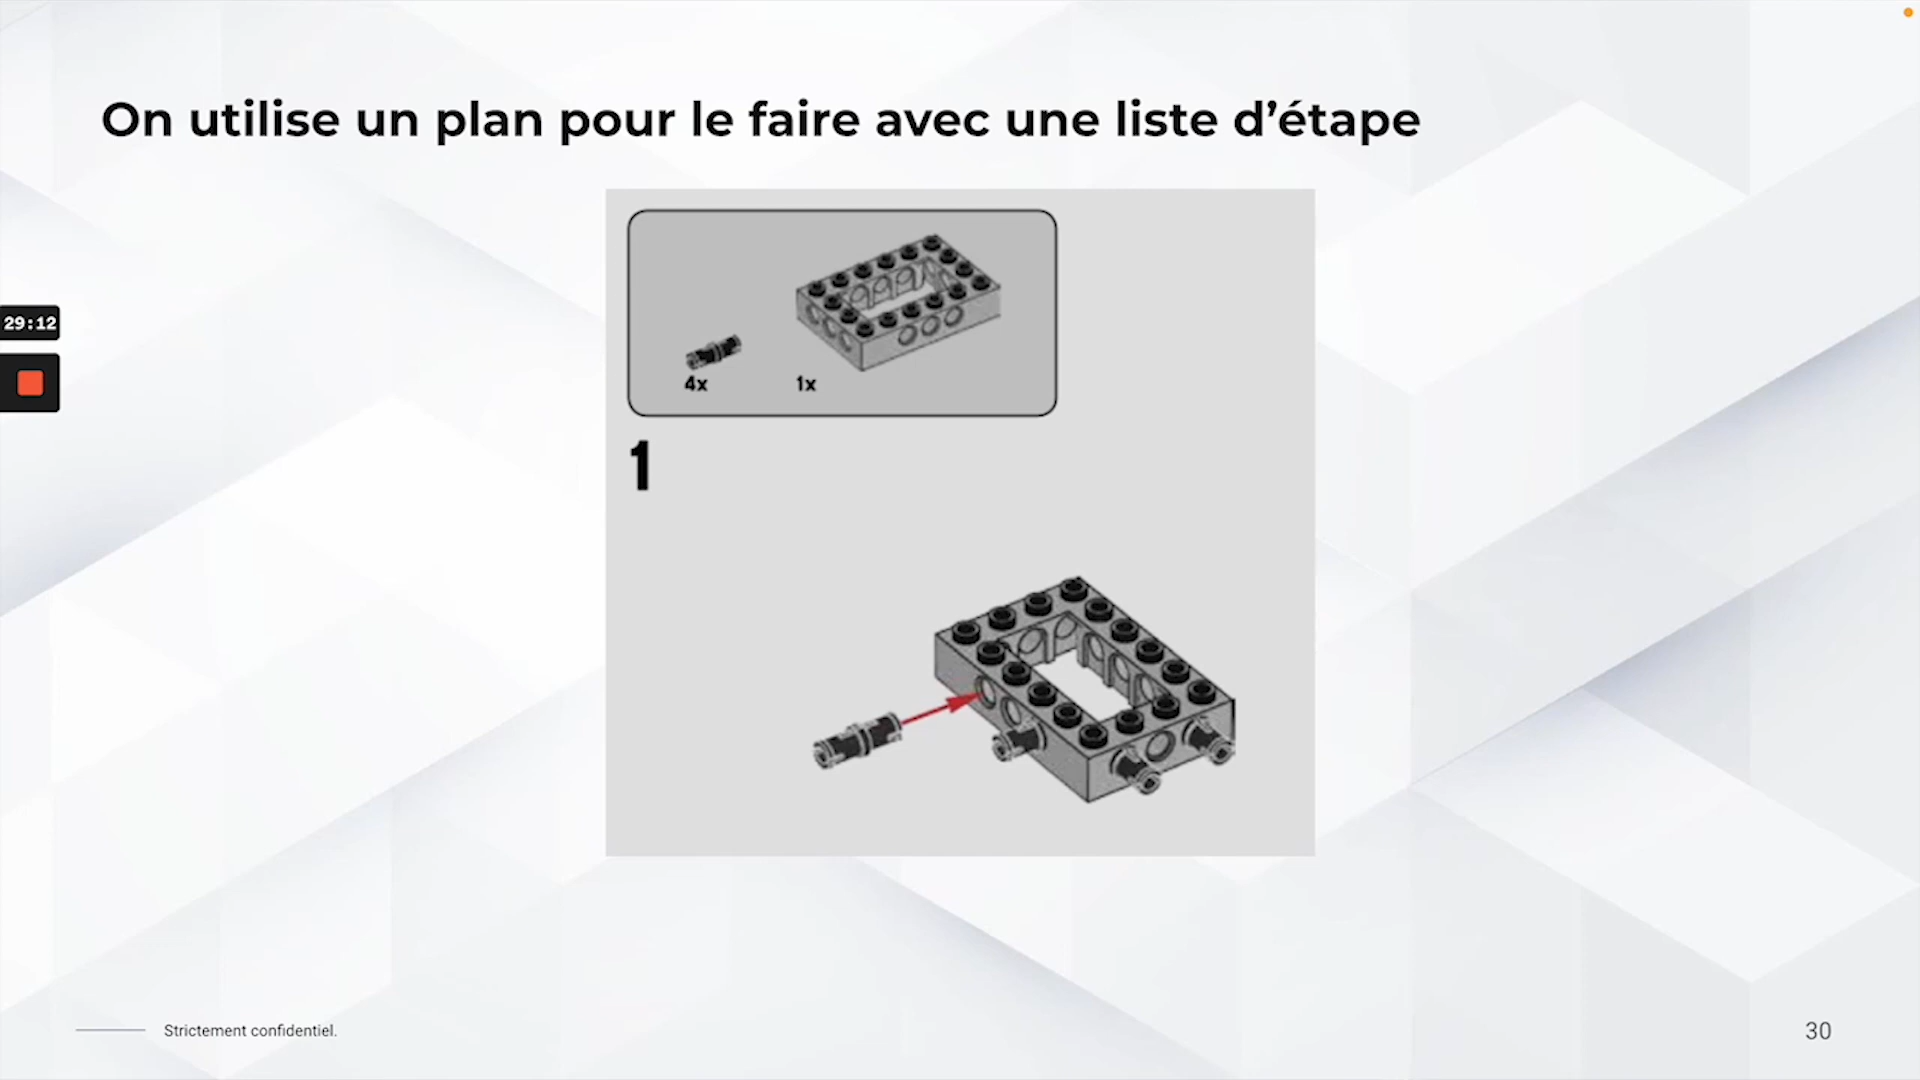 On utilise un plan pour le faire avec une liste d’étape
29:12
4x 1x
1
Strictement confidentiel.
30